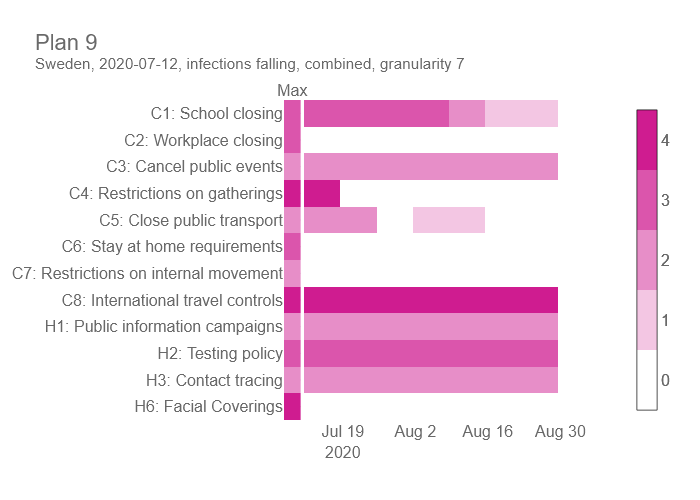 Plan 9
Sweden, 2020-07-12, infections falling, combined, granularity 7
Max
C1: School closing
C2: Workplace closing
C3: Cancel public events
C4: Restrictions on gatherings
C5: Close public transport
C6: Stay at home requirements
C7: Restrictions on internal movement
C8: International travel controls
H1: Public information campaigns
H2: Testing policy
H3: Contact tracing
H6: Facial Coverings
Jul 19 Aug 2 Aug 16 Aug 30
2020
4
3
2
1
0